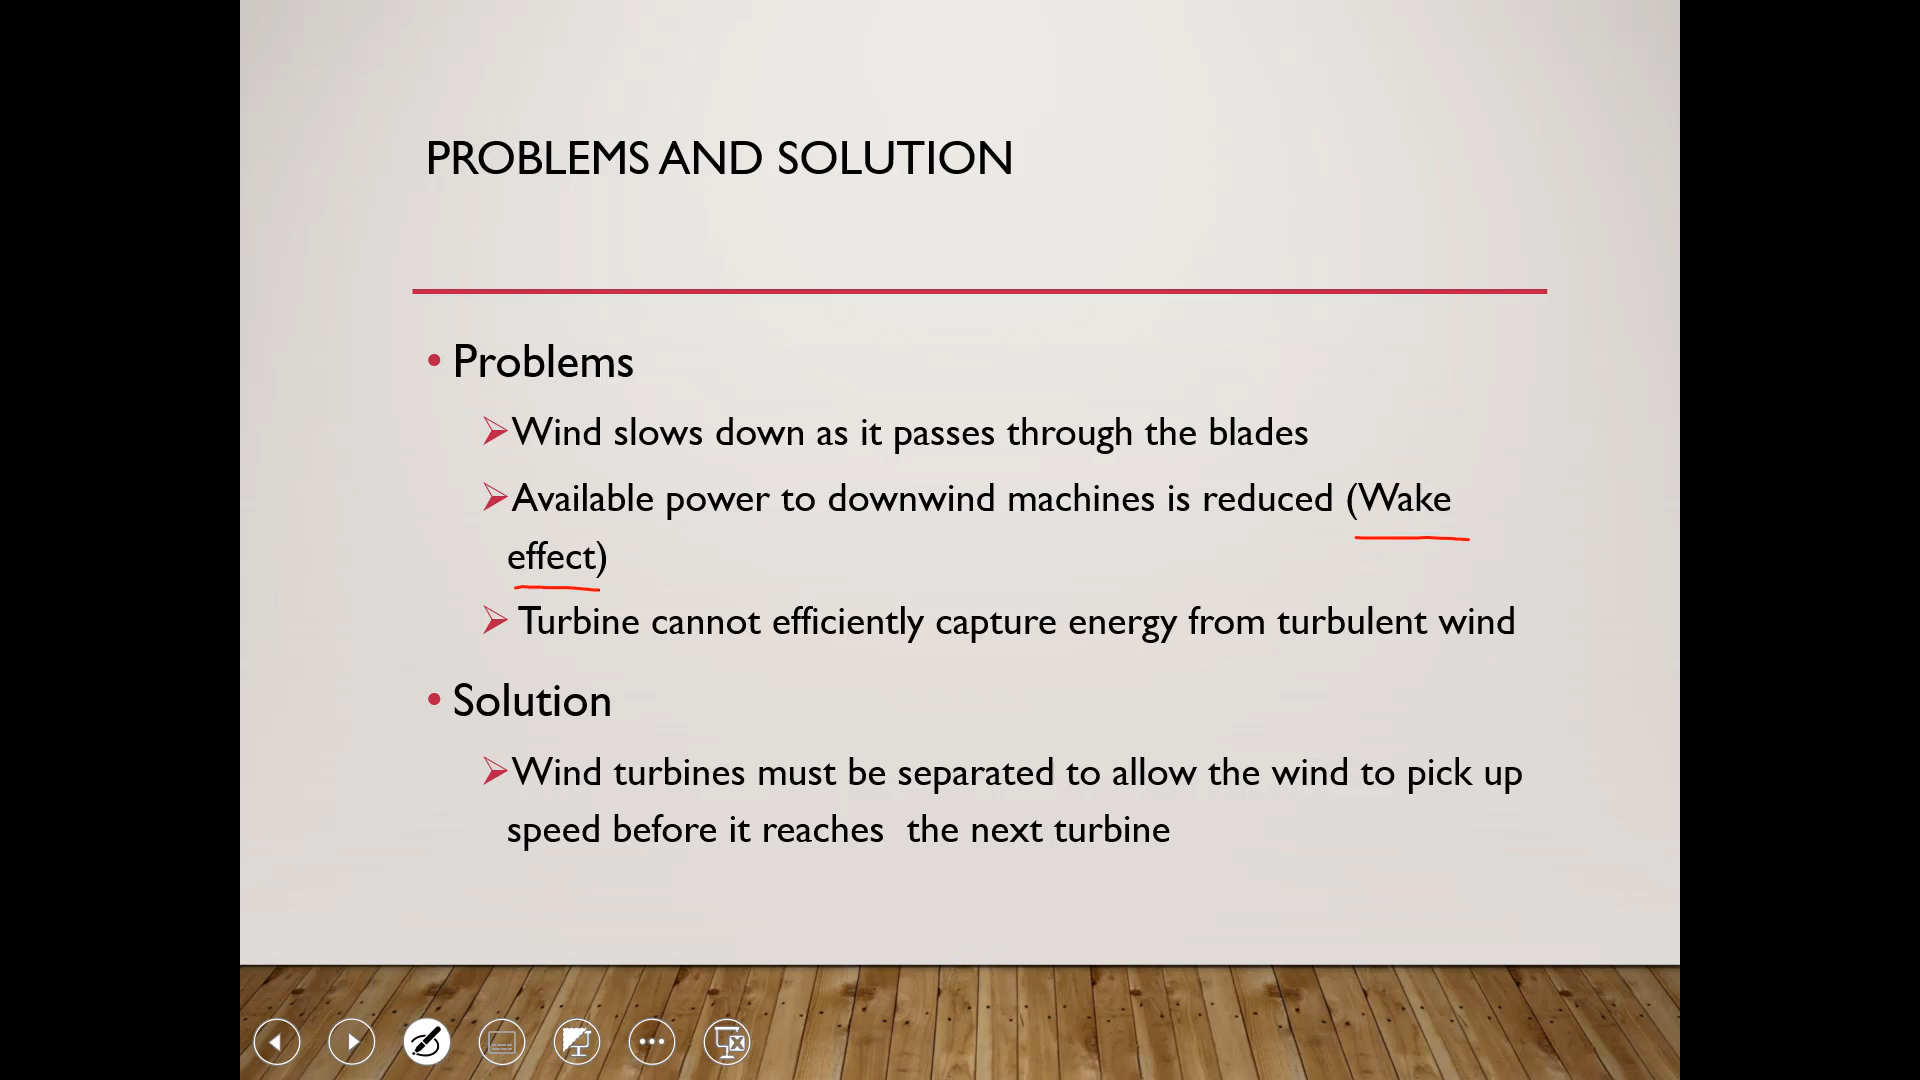 PROBLEMS AND SOLUTION
• Problems
➢Wind slows down as it passes through the blades
➢Available power to downwind machines is reduced (Wake
effect)
➢ Turbine cannot efficiently capture energy from turbulent wind
• Solution
➢Wind turbines must be separated to allow the wind to pick up
speed before it reaches  the next turbine